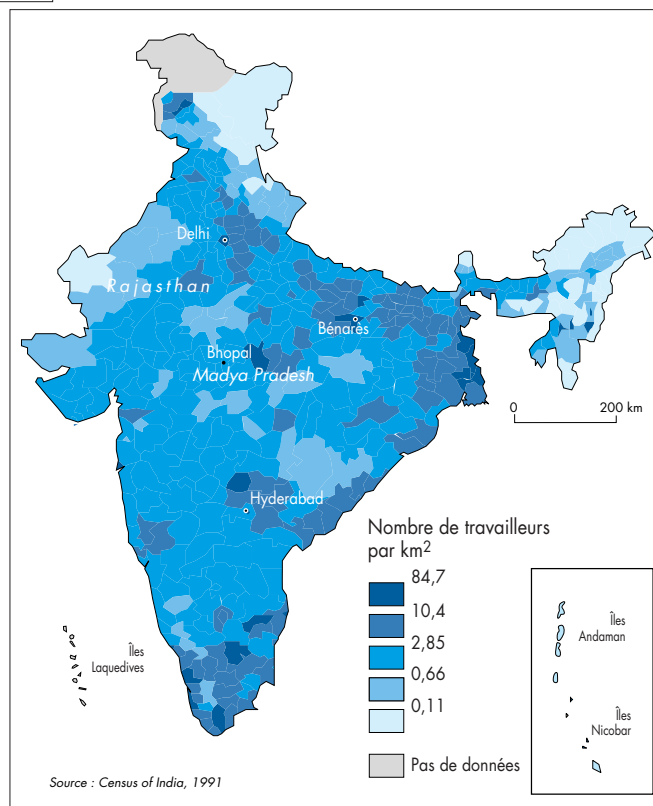 Delhi
Rajasthan
Bénarès
Bhopal
Madya Pradesh
0 200 km
Hyderabad
Nombre de travailleurs
par km²
84,7
10,4
2,85
0,66
0,11
Pas de données
Îles
Laquedives
Îles
Andaman
Îles
Nicobar
Source : Census of India, 1991